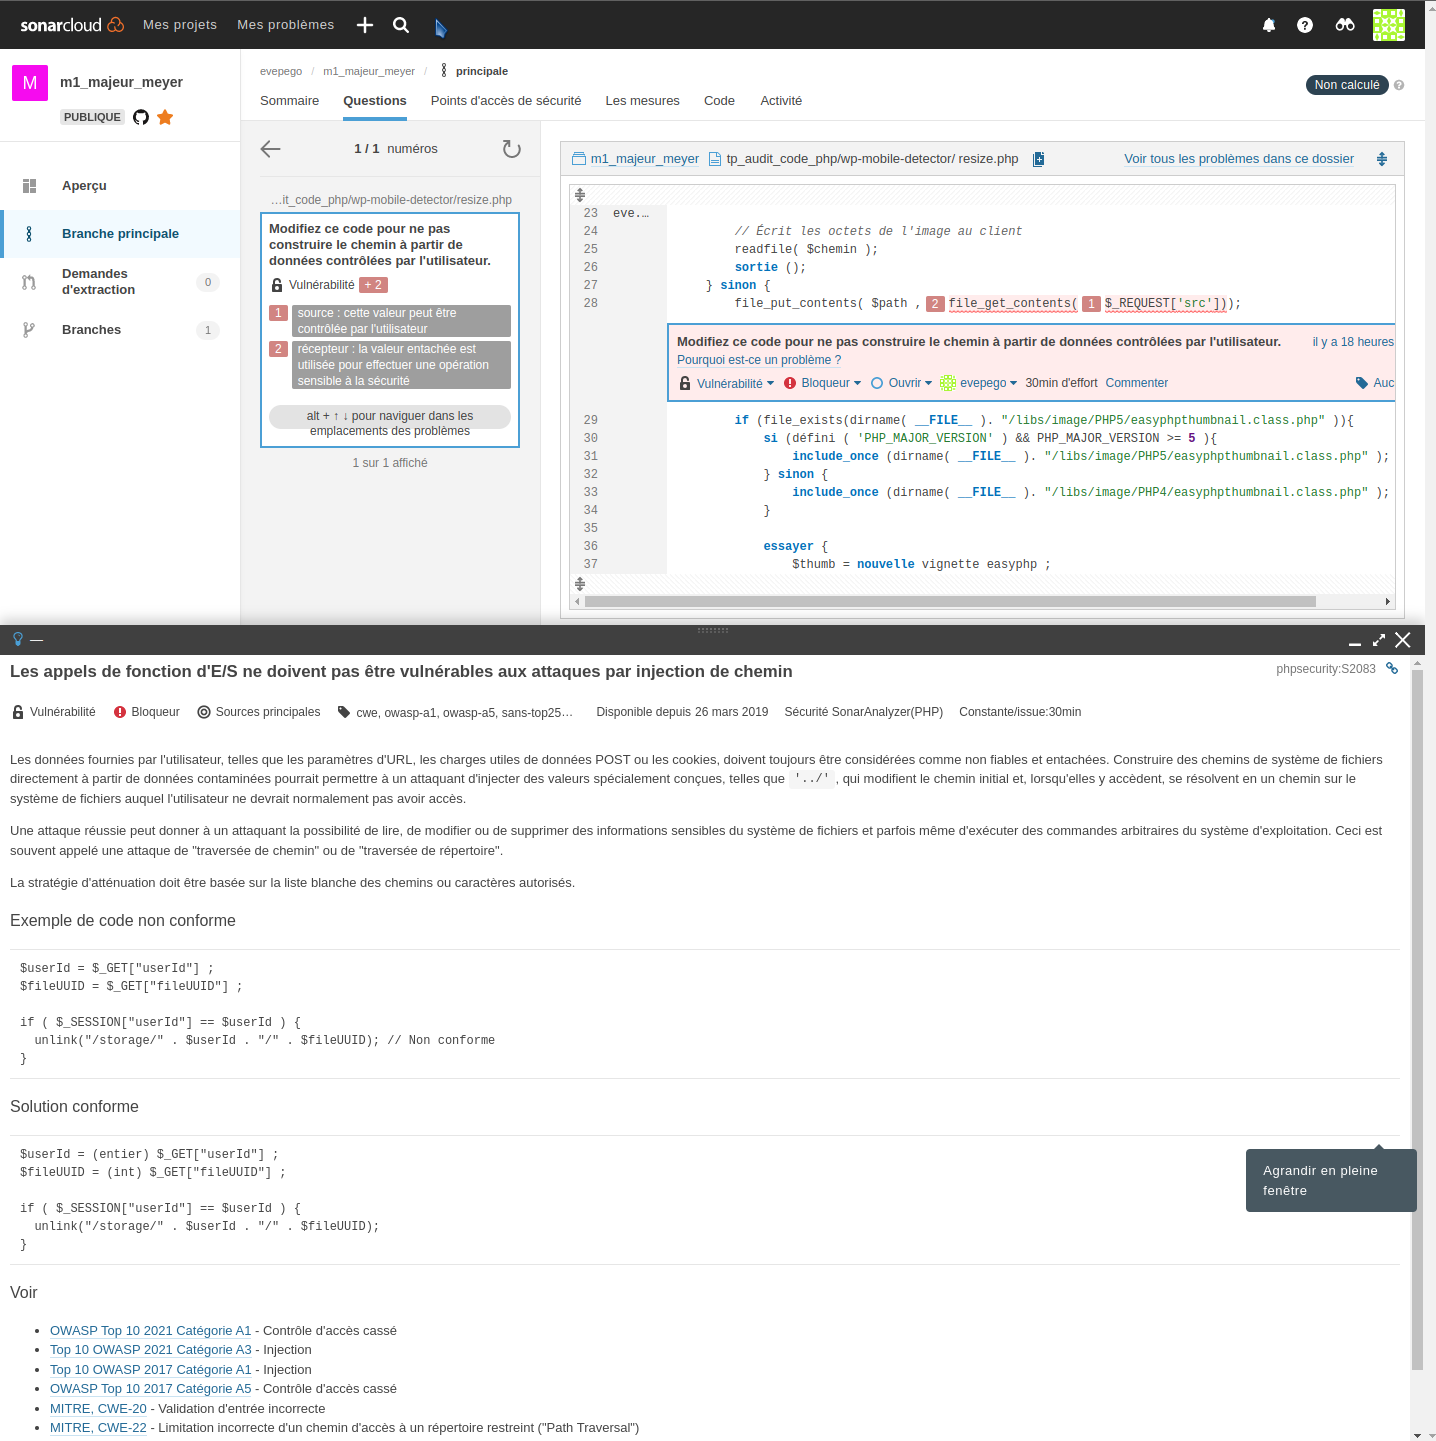 sonarcloud Mes projets Mes problèmes
M m1_majeur_meyer
PUBLIQUE
Aperçu
Branche principale
Demandes
d'extraction 0
Branches 1
evepego / m1_majeur_meyer / principale
Non calculé
Sommaire Questions Points d'accès de sécurité Les mesures Code Activité
1 / 1 numéros
…it_code_php/wp-mobile-detector/resize.php
Modifiez ce code pour ne pas
construire le chemin à partir de
données contrôlées par l'utilisateur.
Vulnérabilité + 2
1 source : cette valeur peut être
contrôlée par l'utilisateur
2 récepteur : la valeur entachée est
utilisée pour effectuer une opération
sensible à la sécurité
alt + ↑ ↓ pour naviguer dans les
emplacements des problèmes
1 sur 1 affiché
m1_majeur_meyer tp_audit_code_php/wp-mobile-detector/ resize.php Voir tous les problèmes dans ce dossier
23 eve.…
24 // Écrit les octets de l'image au client
25 readfile( $chemin );
26 sortie ();
27 } sinon {
28 file_put_contents( $path , 2 file_get_contents( 1 $_REQUEST['src']));
Modifiez ce code pour ne pas construire le chemin à partir de données contrôlées par l'utilisateur. il y a 18 heures
Pourquoi est-ce un problème ?
Vulnérabilité Bloqueur Ouvrir evepego 30min d'effort Commenter Auc
29 if (file_exists(dirname( __FILE__ ). "/libs/image/PHP5/easyphpthumbnail.class.php" )){
30 si (défini ( 'PHP_MAJOR_VERSION' ) && PHP_MAJOR_VERSION >= 5 ){
31 include_once (dirname( __FILE__ ). "/libs/image/PHP5/easyphpthumbnail.class.php" );
32 } sinon {
33 include_once (dirname( __FILE__ ). "/libs/image/PHP4/easyphpthumbnail.class.php" );
34 }
35
36 essayer {
37 $thumb = nouvelle vignette easyphp ;
Les appels de fonction d'E/S ne doivent pas être vulnérables aux attaques par injection de chemin phpsecurity:S2083
Vulnérabilité Bloqueur Sources principales cwe, owasp-a1, owasp-a5, sans-top25… Disponible depuis 26 mars 2019 Sécurité SonarAnalyzer(PHP) Constante/issue:30min
Les données fournies par l'utilisateur, telles que les paramètres d'URL, les charges utiles de données POST ou les cookies, doivent toujours être considérées comme non fiables et entachées. Construire des chemins de système de fichiers
directement à partir de données contaminées pourrait permettre à un attaquant d'injecter des valeurs spécialement conçues, telles que '../' , qui modifient le chemin initial et, lorsqu'elles y accèdent, se résolvent en un chemin sur le
système de fichiers auquel l'utilisateur ne devrait normalement pas avoir accès.
Une attaque réussie peut donner à un attaquant la possibilité de lire, de modifier ou de supprimer des informations sensibles du système de fichiers et parfois même d'exécuter des commandes arbitraires du système d'exploitation. Ceci est
souvent appelé une attaque de "traversée de chemin" ou de "traversée de répertoire".
La stratégie d'atténuation doit être basée sur la liste blanche des chemins ou caractères autorisés.
Exemple de code non conforme
$userId = $_GET["userId"] ;
$fileUUID = $_GET["fileUUID"] ;
if ( $_SESSION["userId"] == $userId ) {
unlink("/storage/" . $userId . "/" . $fileUUID); // Non conforme
}
Solution conforme
$userId = (entier) $_GET["userId"] ;
$fileUUID = (int) $_GET["fileUUID"] ;
if ( $_SESSION["userId"] == $userId ) {
unlink("/storage/" . $userId . "/" . $fileUUID);
}
Agrandir en pleine
fenêtre
Voir
• OWASP Top 10 2021 Catégorie A1 - Contrôle d'accès cassé
• Top 10 OWASP 2021 Catégorie A3 - Injection
• Top 10 OWASP 2017 Catégorie A1 - Injection
• OWASP Top 10 2017 Catégorie A5 - Contrôle d'accès cassé
• MITRE, CWE-20 - Validation d'entrée incorrecte
• MITRE, CWE-22 - Limitation incorrecte d'un chemin d'accès à un répertoire restreint ("Path Traversal")